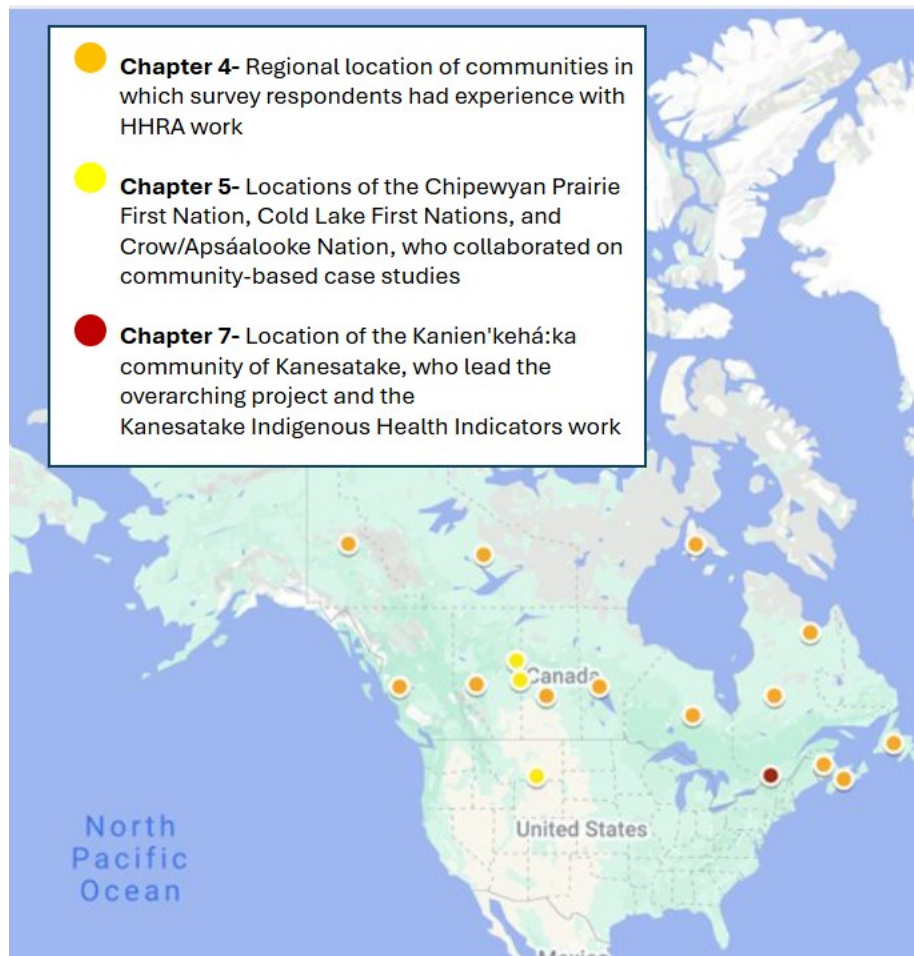 Chapter 4- Regional location of communities in
which survey respondents had experience with
HHRA work
Chapter 5- Locations of the Chipewyan Prairie
First Nation, Cold Lake First Nations, and
Crow/Apsáalooke Nation, who collaborated on
community-based case studies
Chapter 7- Location of the Kanien'kehá:ka
community of Kanesatake, who lead the
overarching project and the
Kanesatake Indigenous Health Indicators work
Canada
North
Pacific
Ocean
United States
Mexico